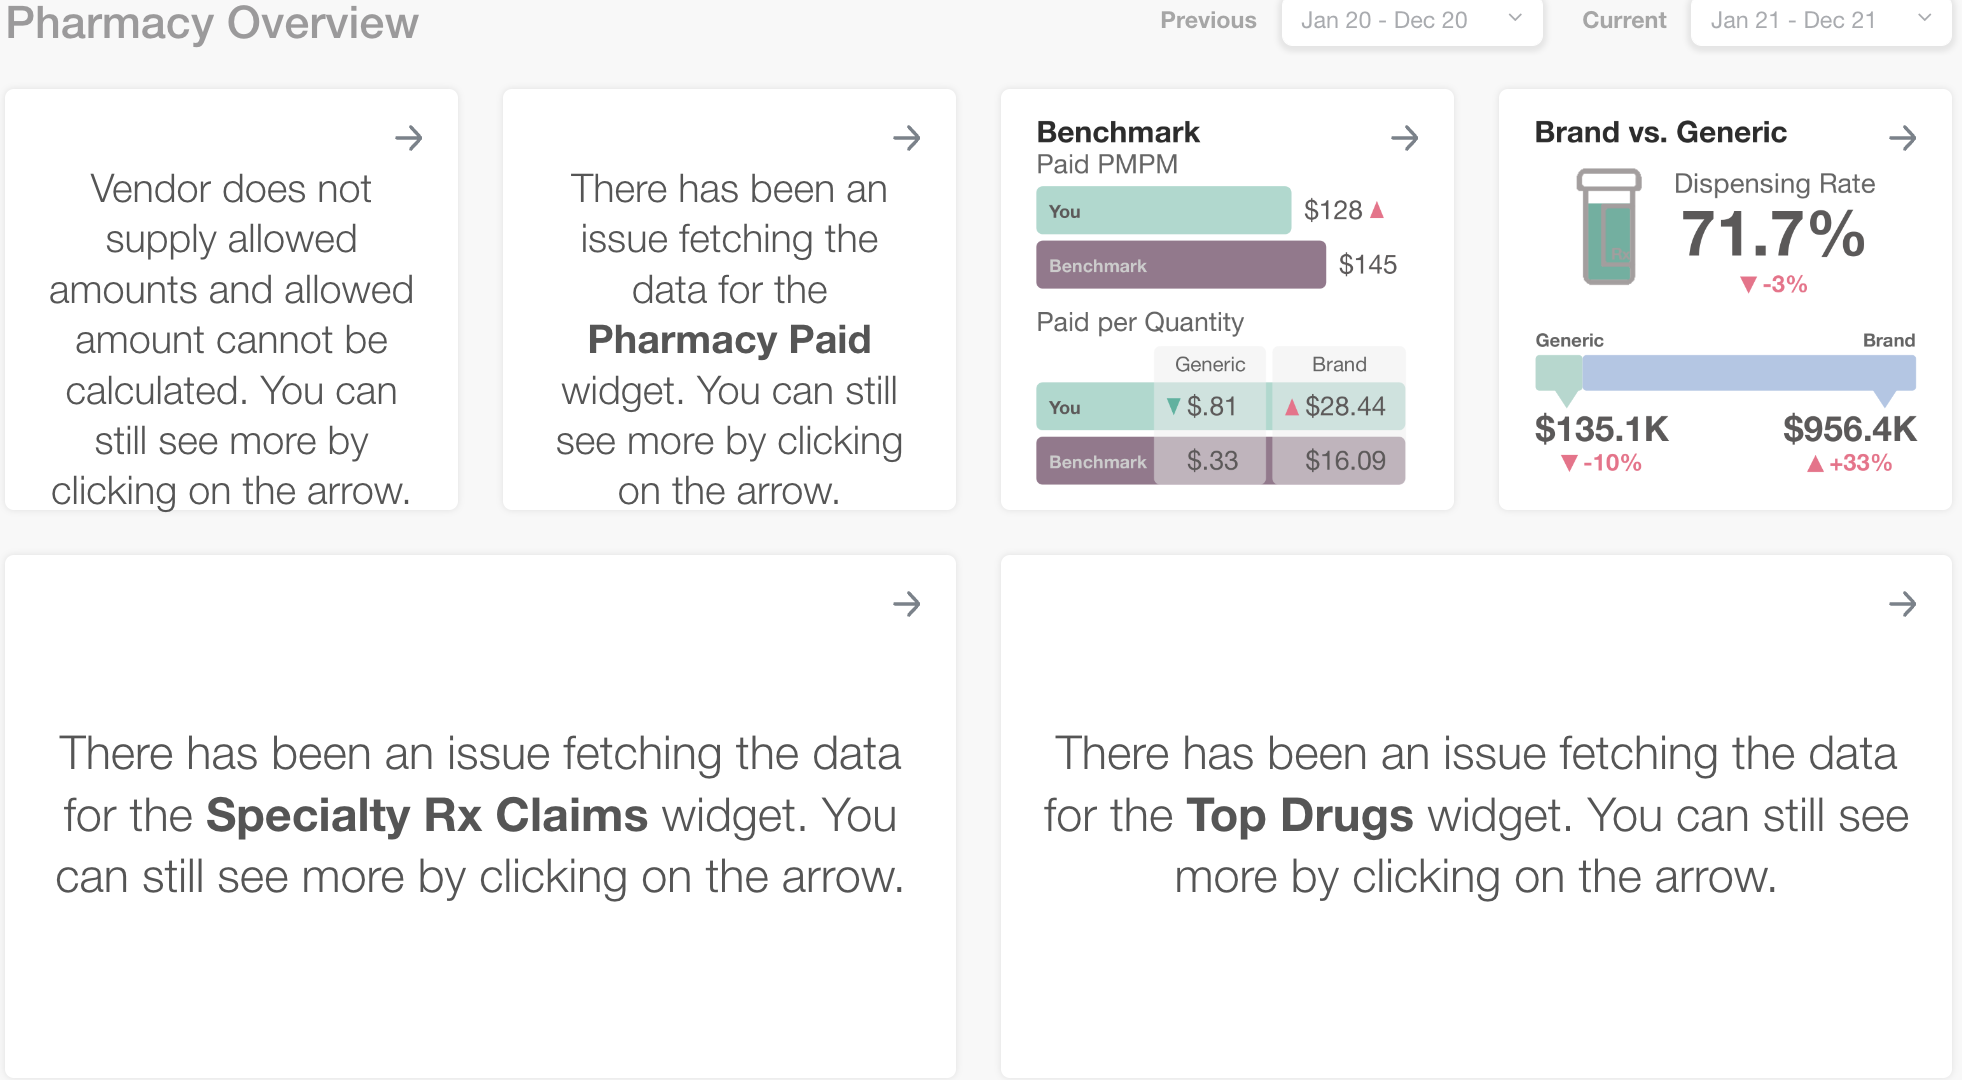 Pharmacy Overview
Previous
Jan 20 - Dec 20
Current
Jan 21 - Dec 21
Vendor does not
supply allowed
amounts and allowed
amount cannot be
calculated. You can
still see more by
clicking on the arrow.
There has been an
issue fetching the
data for the
Pharmacy Paid
widget. You can still
see more by clicking
on the arrow.
Benchmark
Paid PMPM
You
$128
Benchmark
$145
Paid per Quantity
Generic Brand
You $.81 $28.44
Benchmark $.33 $16.09
Brand vs. Generic
Dispensing Rate
71.7%
-3%
Generic Brand
$135.1K $956.4K
-10% +33%
There has been an issue fetching the data
for the Specialty Rx Claims widget. You
can still see more by clicking on the arrow.
There has been an issue fetching the data
for the Top Drugs widget. You can still see
more by clicking on the arrow.